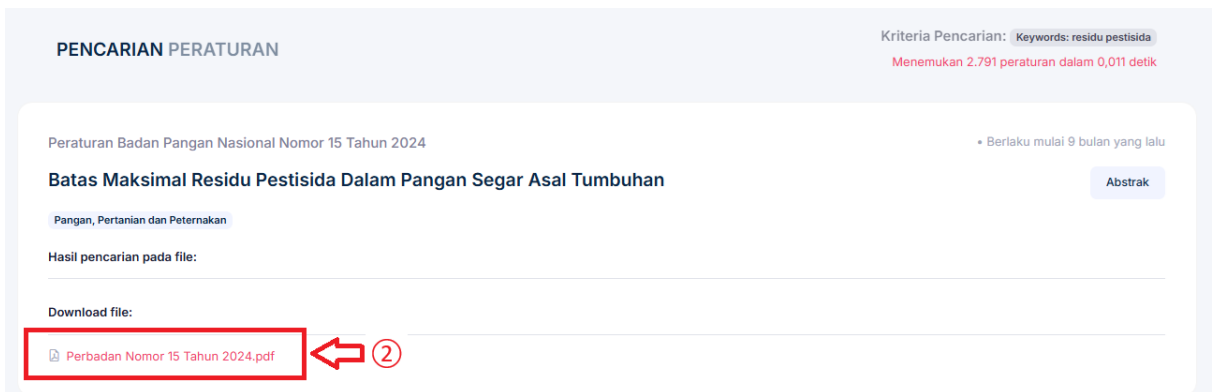 PENCARIAN PERATURAN
Kriteria Pencarian: Keywords: residu pestisida
Menemukan 2.791 peraturan dalam 0,011 detik
Peraturan Badan Pangan Nasional Nomor 15 Tahun 2024
• Berlaku mulai 9 bulan yang lalu
Batas Maksimal Residu Pestisida Dalam Pangan Segar Asal Tumbuhan
Abstrak
Pangan, Pertanian dan Peternakan
Hasil pencarian pada file:
Download file:
Perbadan Nomor 15 Tahun 2024.pdf
②